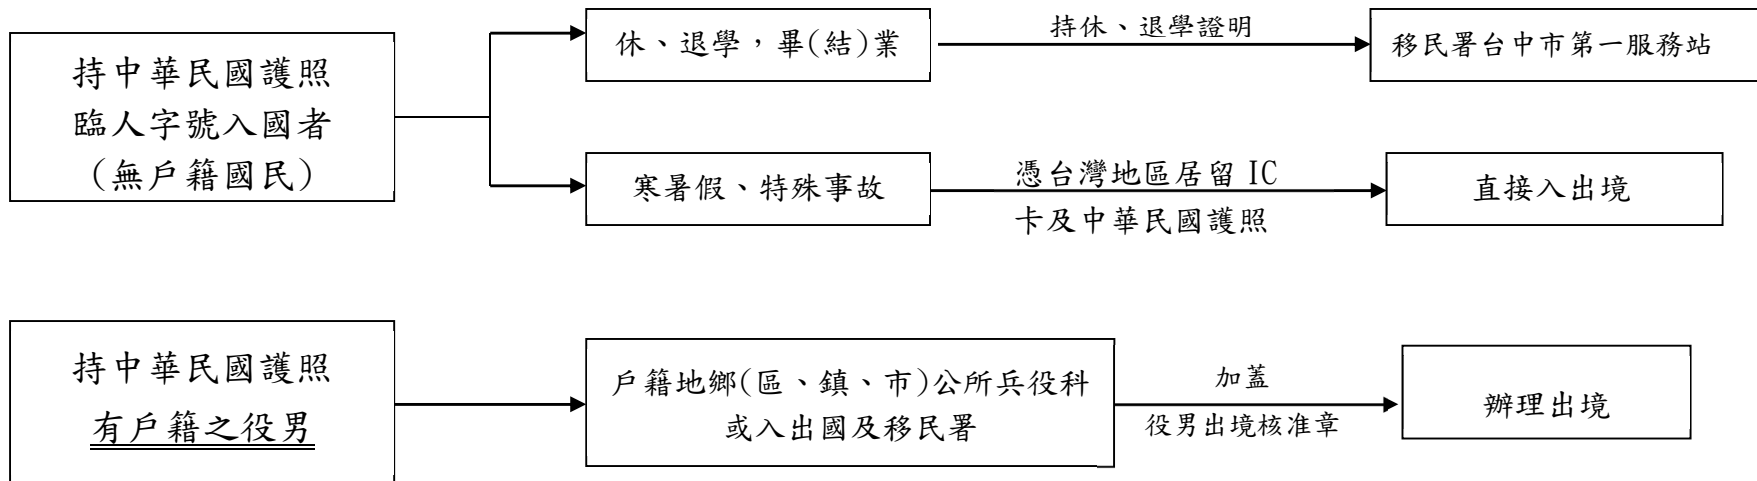 持中華民國護照
臨人字號入國者
(無戶籍國民)
休、退學，畢(結)業
持休、退學證明
移民署台中市第一服務站
寒暑假、特殊事故
憑台灣地區居留 IC
卡及中華民國護照
直接入出境
持中華民國護照
有戶籍之役男
戶籍地鄉(區、鎮、市)公所兵役科
或入出國及移民署
加蓋
役男出境核准章
辦理出境